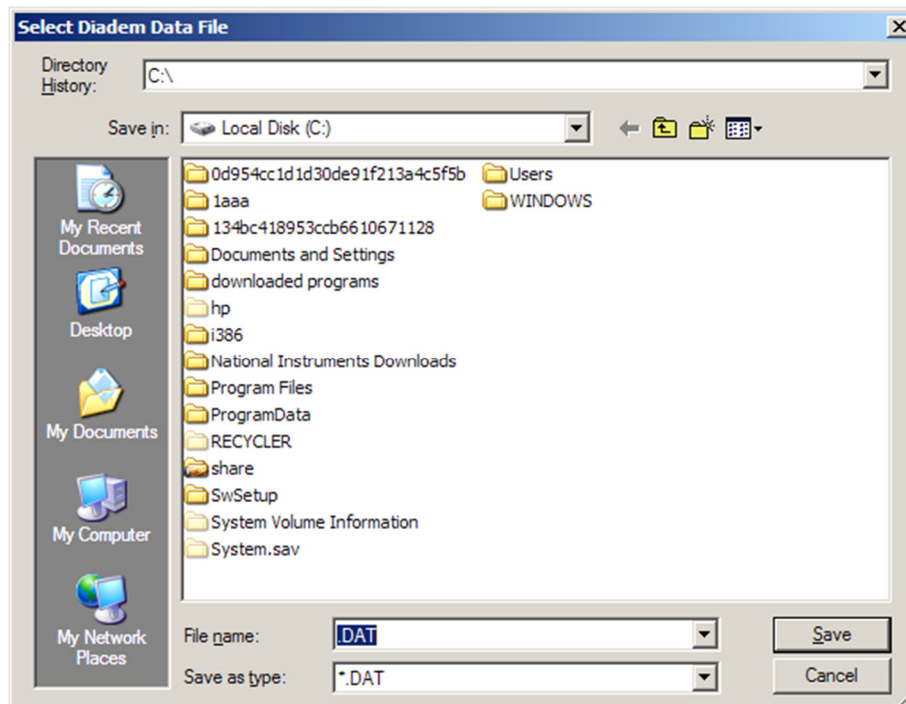 Select Diadem Data File
Directory History: C:\
Save in: Local Disk (C:)
My Recent Documents
Desktop
My Documents
My Computer
My Network Places
0d954cc1d1d30de91f213a4c5f5b
1aaa
134bc418953ccb6610671128
Documents and Settings
downloaded programs
hp
i386
National Instruments Downloads
Program Files
ProgramData
RECYCLER
share
SwSetup
System Volume Information
System.sav
Users
WINDOWS
File name: .DAT
Save
Save as type: *.DAT
Cancel